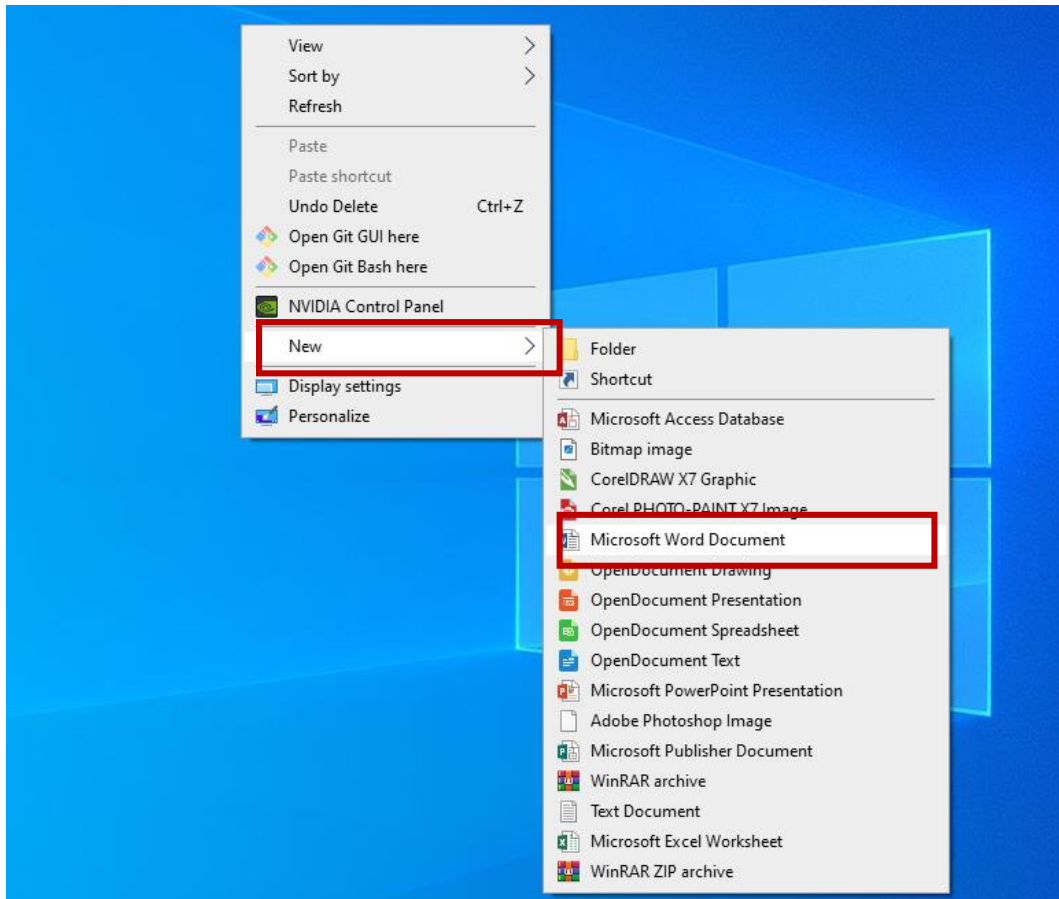 View
Sort by
Refresh
Paste
Paste shortcut
Undo Delete Ctrl+Z
Open Git GUI here
Open Git Bash here
NVIDIA Control Panel
New
Display settings
Personalize
Folder
Shortcut
Microsoft Access Database
Bitmap image
CorelDRAW X7 Graphic
Corel PHOTO-PAINT X7 Image
Microsoft Word Document
OpenDocument Drawing
OpenDocument Presentation
OpenDocument Spreadsheet
OpenDocument Text
Microsoft PowerPoint Presentation
Adobe Photoshop Image
Microsoft Publisher Document
WinRAR archive
Text Document
Microsoft Excel Worksheet
WinRAR ZIP archive